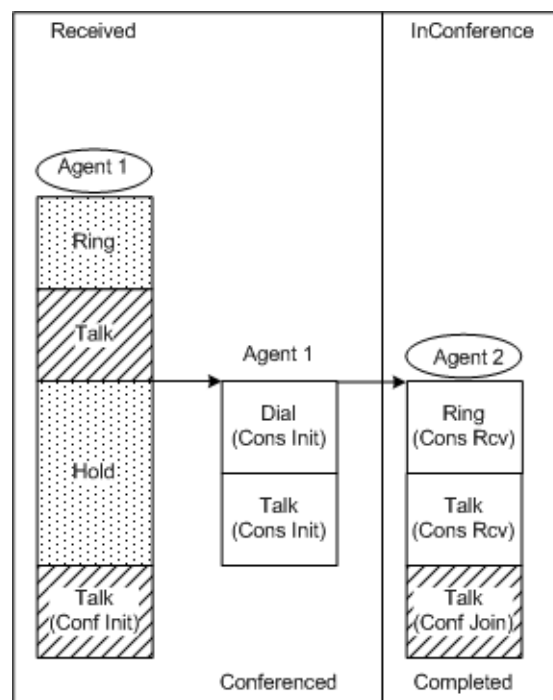 Received
InConference
Agent 1
Ring
Talk
Hold
Talk
(Conf Init)
Agent 1
Dial
(Cons Init)
Talk
(Cons Init)
Agent 2
Ring
(Cons Rcv)
Talk
(Cons Rcv)
Talk
(Conf Join)
Conferenced
Completed